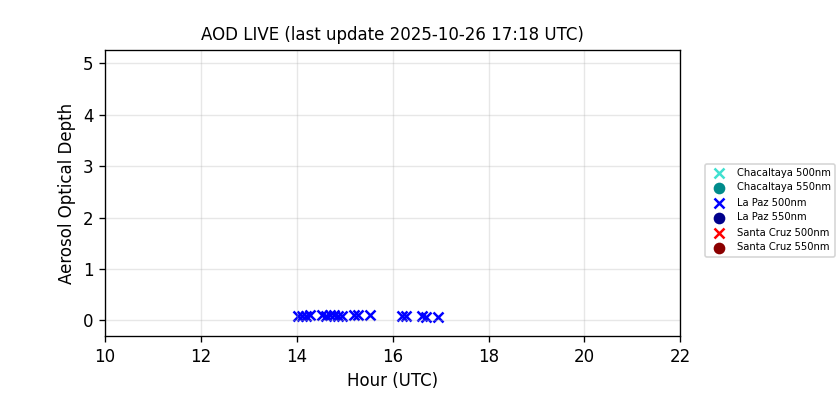 AOD LIVE (last update 2025-10-26 17:18 UTC)
5
4
3
2
1
0
Aerosol Optical Depth
10 12 14 16 18 20 22
Hour (UTC)
Chacaltaya 500nm
Chacaltaya 550nm
La Paz 500nm
La Paz 550nm
Santa Cruz 500nm
Santa Cruz 550nm